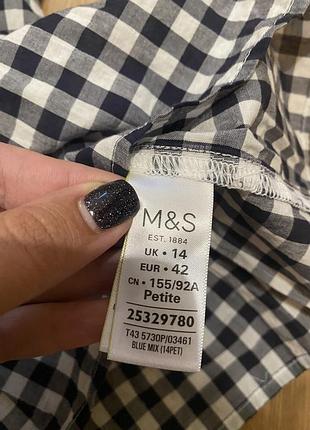 M&S
EST. 1884
UK • 14
EUR • 42
CN • 155/92A
Petite
25329780
T43 5730P/03461
BLUE MIX (14PET)